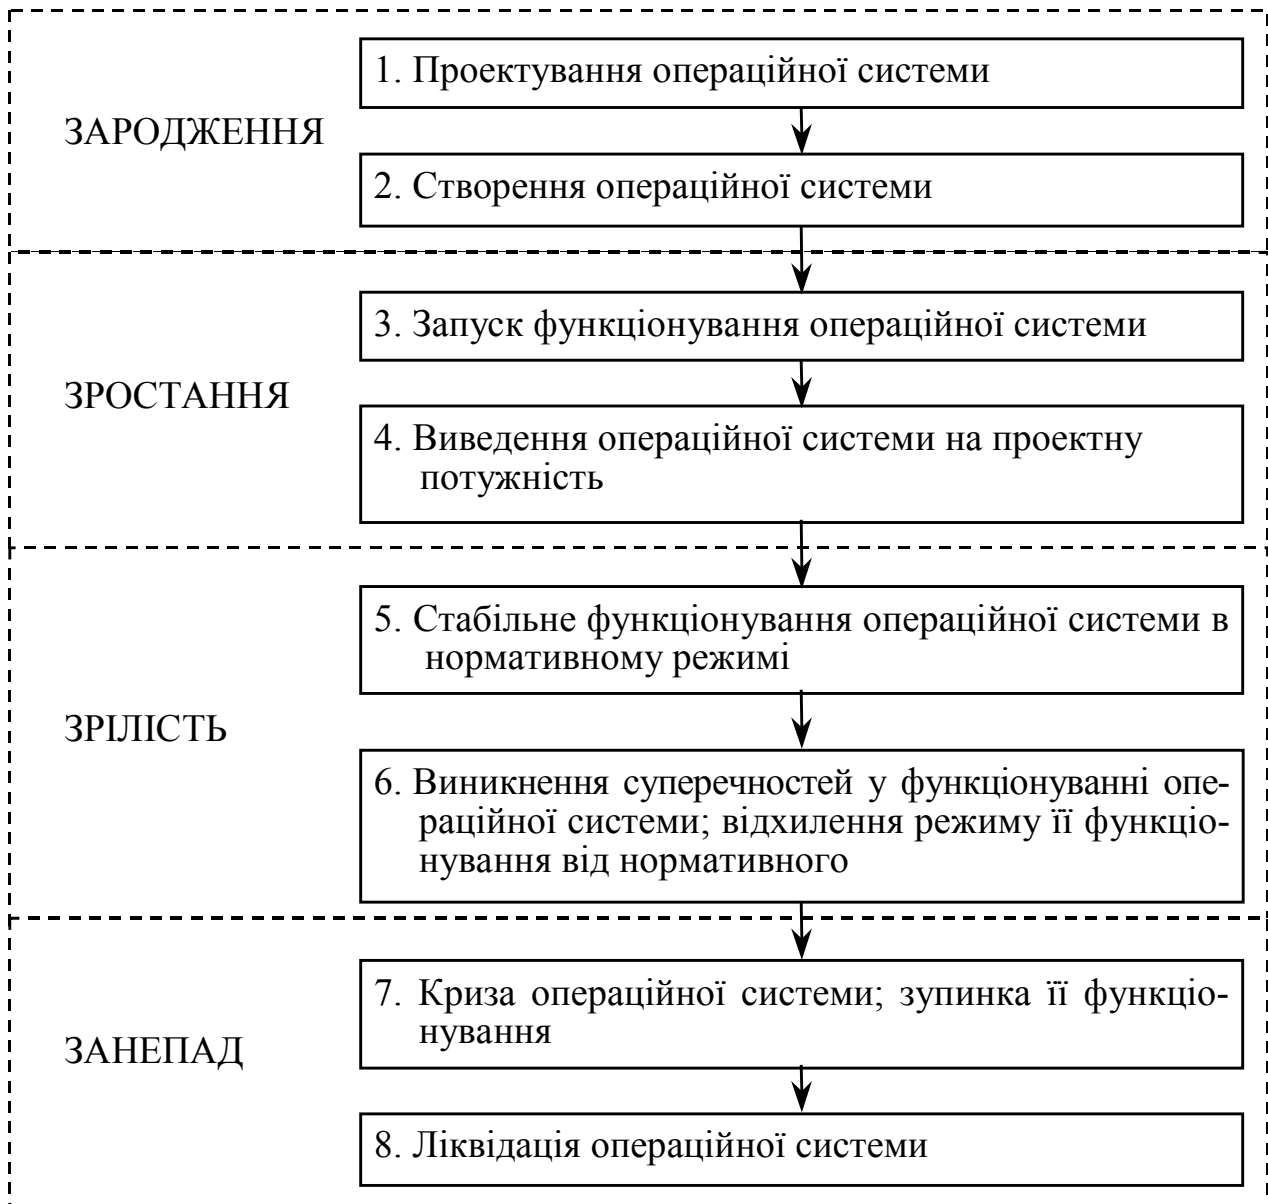 1. Проектування операційної системи
ЗАРОДЖЕННЯ
2. Створення операційної системи
3. Запуск функціонування операційної системи
ЗРОСТАННЯ
4. Виведення операційної системи на проектну
потужність
5. Стабільне функціонування операційної системи в
нормативному режимі
ЗРІЛІСТЬ
6. Виникнення суперечностей у функціонуванні опе-
раційної системи; відхилення режиму її функціо-
нування від нормативного
7. Криза операційної системи; зупинка її функціо-
нування
ЗАНЕПАД
8. Ліквідація операційної системи